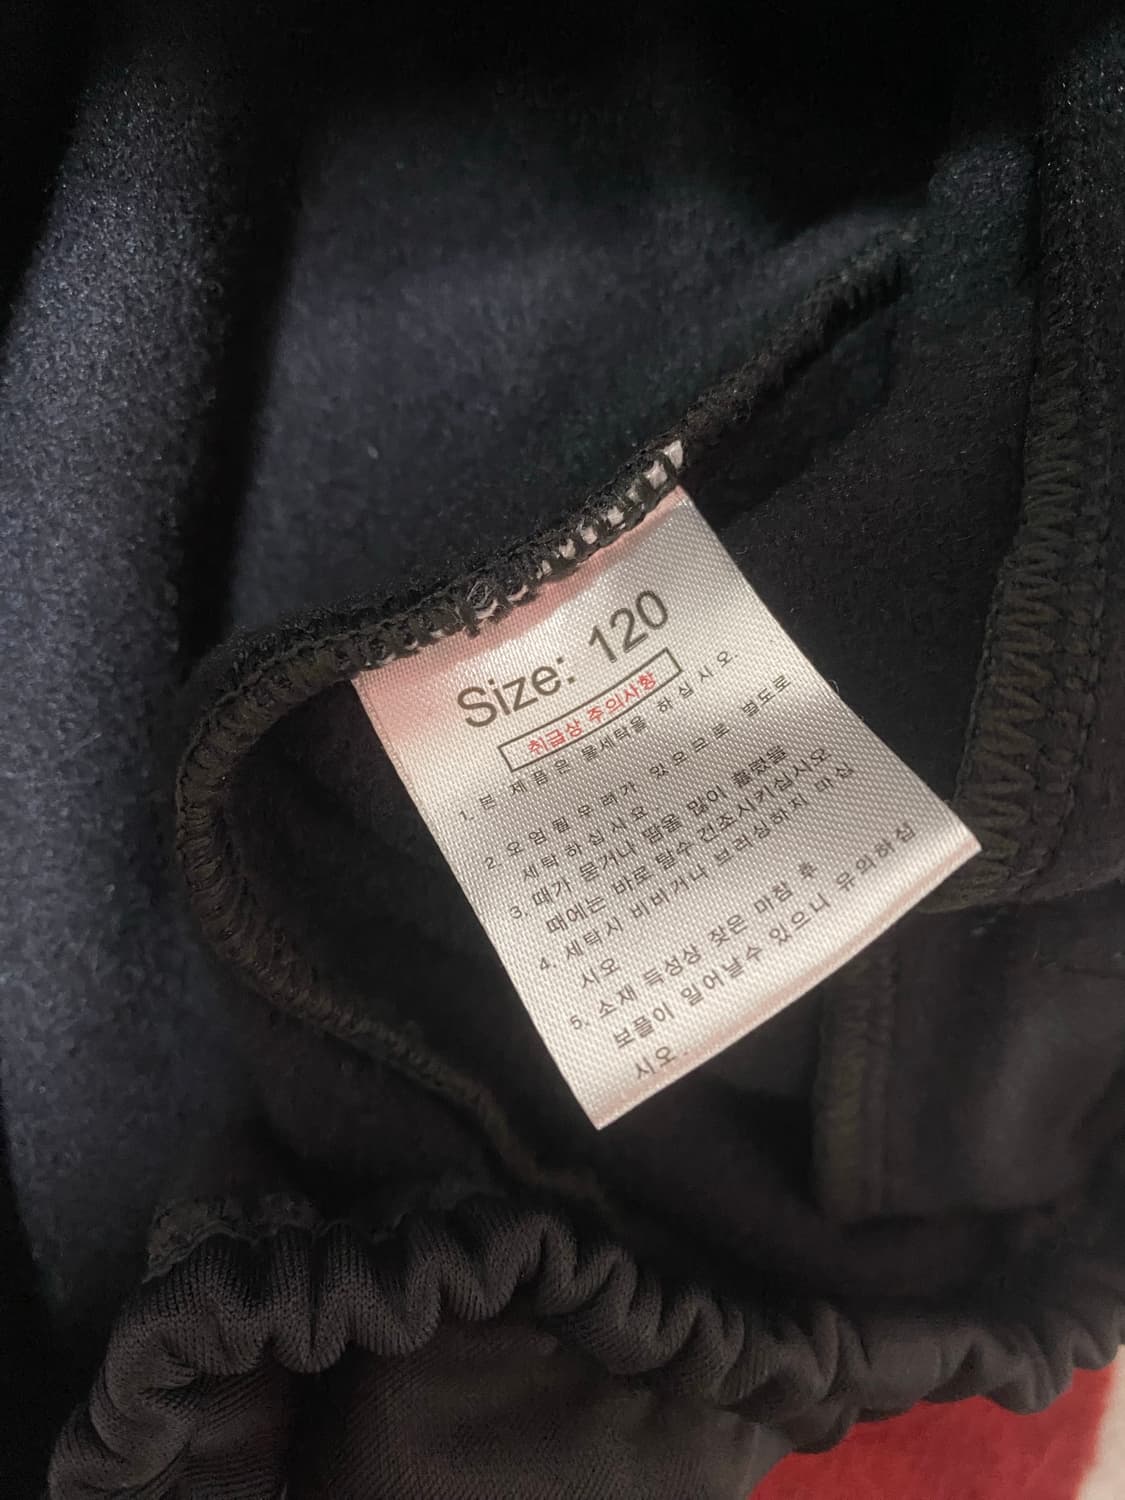 Size: 120
취급상 주의사항
1. 본 제품은 물세탁을 하십시오.
2 오염될 우려가 있으므로 별도로
세탁하십시요.
3. 때가 묻거나 땀을 많이 흘렸을
때에는 바로 탈수 건조시키십시오
4. 세탁시 비비거나 브러싱하지 마십
시오
5. 소재 특성상 잦은 마침 후
보플이 일어날수 있으니 유의하십
시오.